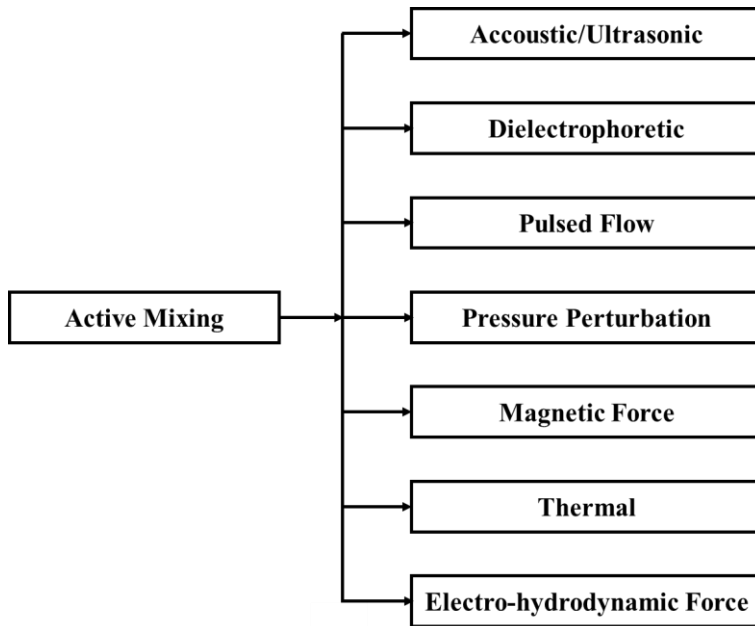 Accoustic/Ultrasonic
Dielectrophoretic
Pulsed Flow
Active Mixing
Pressure Perturbation
Magnetic Force
Thermal
Electro-hydrodynamic Force